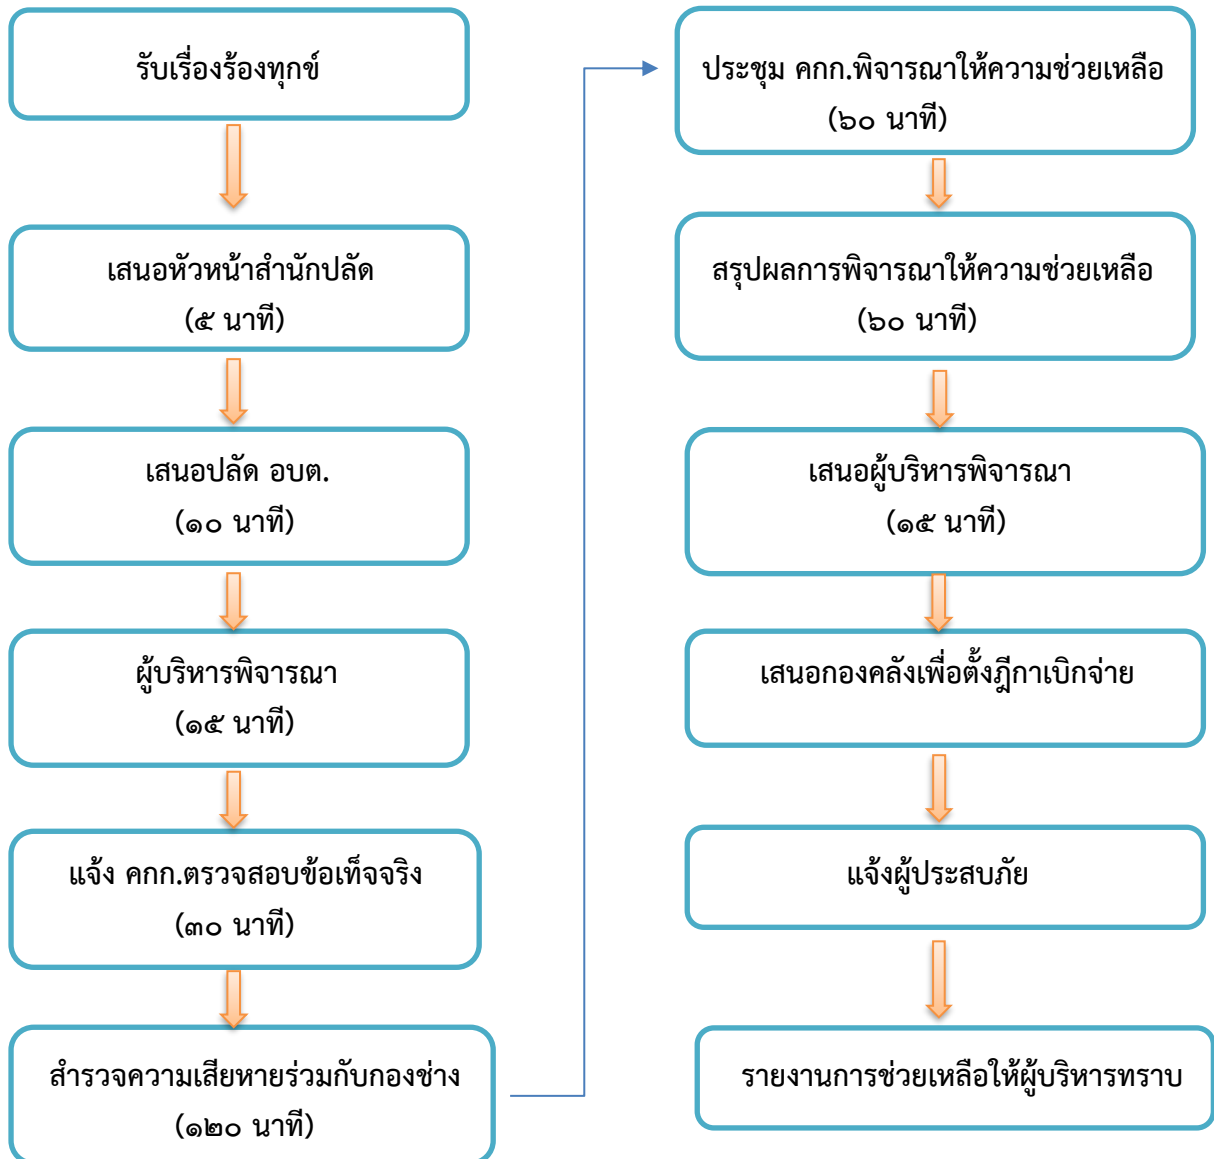 รับเรื่องร้องทุกข์
เสนอหัวหน้าสำนักปลัด
(๕ นาที)
เสนอปลัด อบต.
(๑๐ นาที)
ผู้บริหารพิจารณา
(๑๕ นาที)
แจ้ง คกก.ตรวจสอบข้อเท็จจริง
(๓๐ นาที)
สำรวจความเสียหายร่วมกับกองช่าง
(๑๒๐ นาที)
ประชุม คกก.พิจารณาให้ความช่วยเหลือ
(๖๐ นาที)
สรุปผลการพิจารณาให้ความช่วยเหลือ
(๖๐ นาที)
เสนอผู้บริหารพิจารณา
(๑๕ นาที)
เสนอกองคลังเพื่อตั้งฎีกาเบิกจ่าย
แจ้งผู้ประสบภัย
รายงานการช่วยเหลือให้ผู้บริหารทราบ